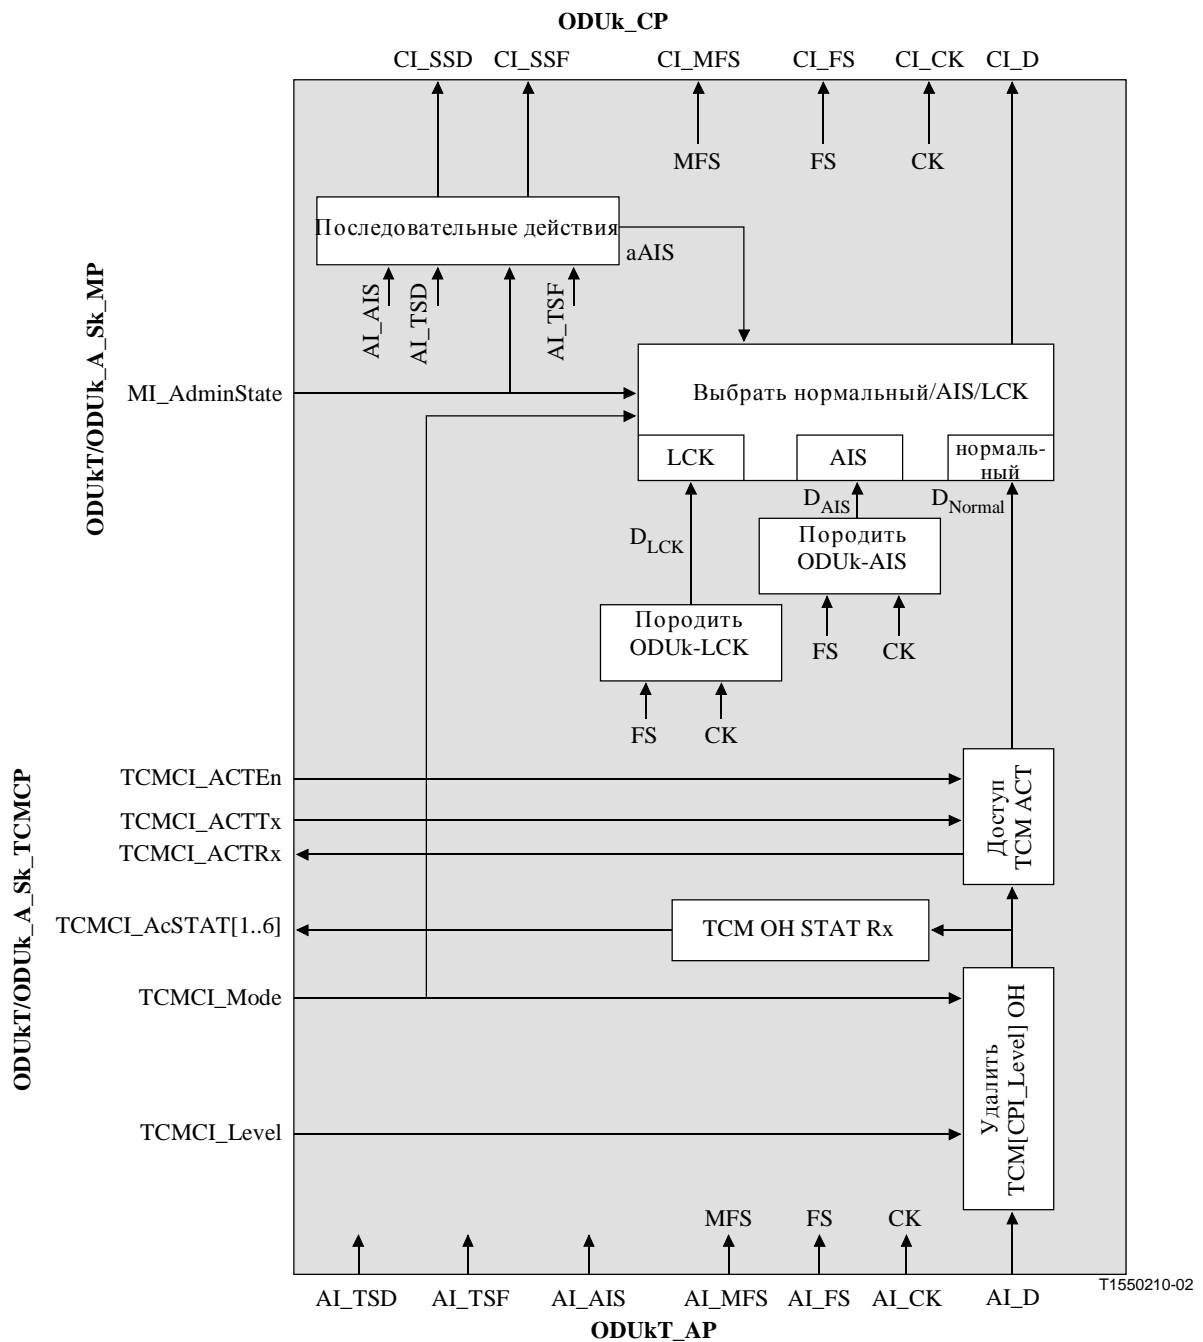 ODUk_CP
CI_SSD CI_SSF CI_MFS CI_FS CI_CK CI_D
MFS FS CK
Последовательные действия
aAIS
AI_AIS
AI_TSD
AI_TSF
ODUkT/ODUk_A_Sk_MP
MI_AdminState
Выбрать нормальный/AIS/LCK
LCK
AIS
нормаль-
ный
D_LCK
D_AIS
D_Normal
Породить
ODUk-AIS
FS CK
Породить
ODUk-LCK
FS CK
ODUkT/ODUk_A_Sk_TCMCP
TCMCI_ACTEn
TCMCI_ACTTx
TCMCI_ACTRx
Доступ
TCM ACT
TCMCI_AcSTAT[1..6]
TCM OH STAT Rx
TCMCI_Mode
TCMCI_Level
Удалить
TCM[CPI_Level] OH
MFS FS CK
AI_TSD AI_TSF AI_AIS AI_MFS AI_FS AI_CK AI_D
T1550210-02
ODUkT_AP